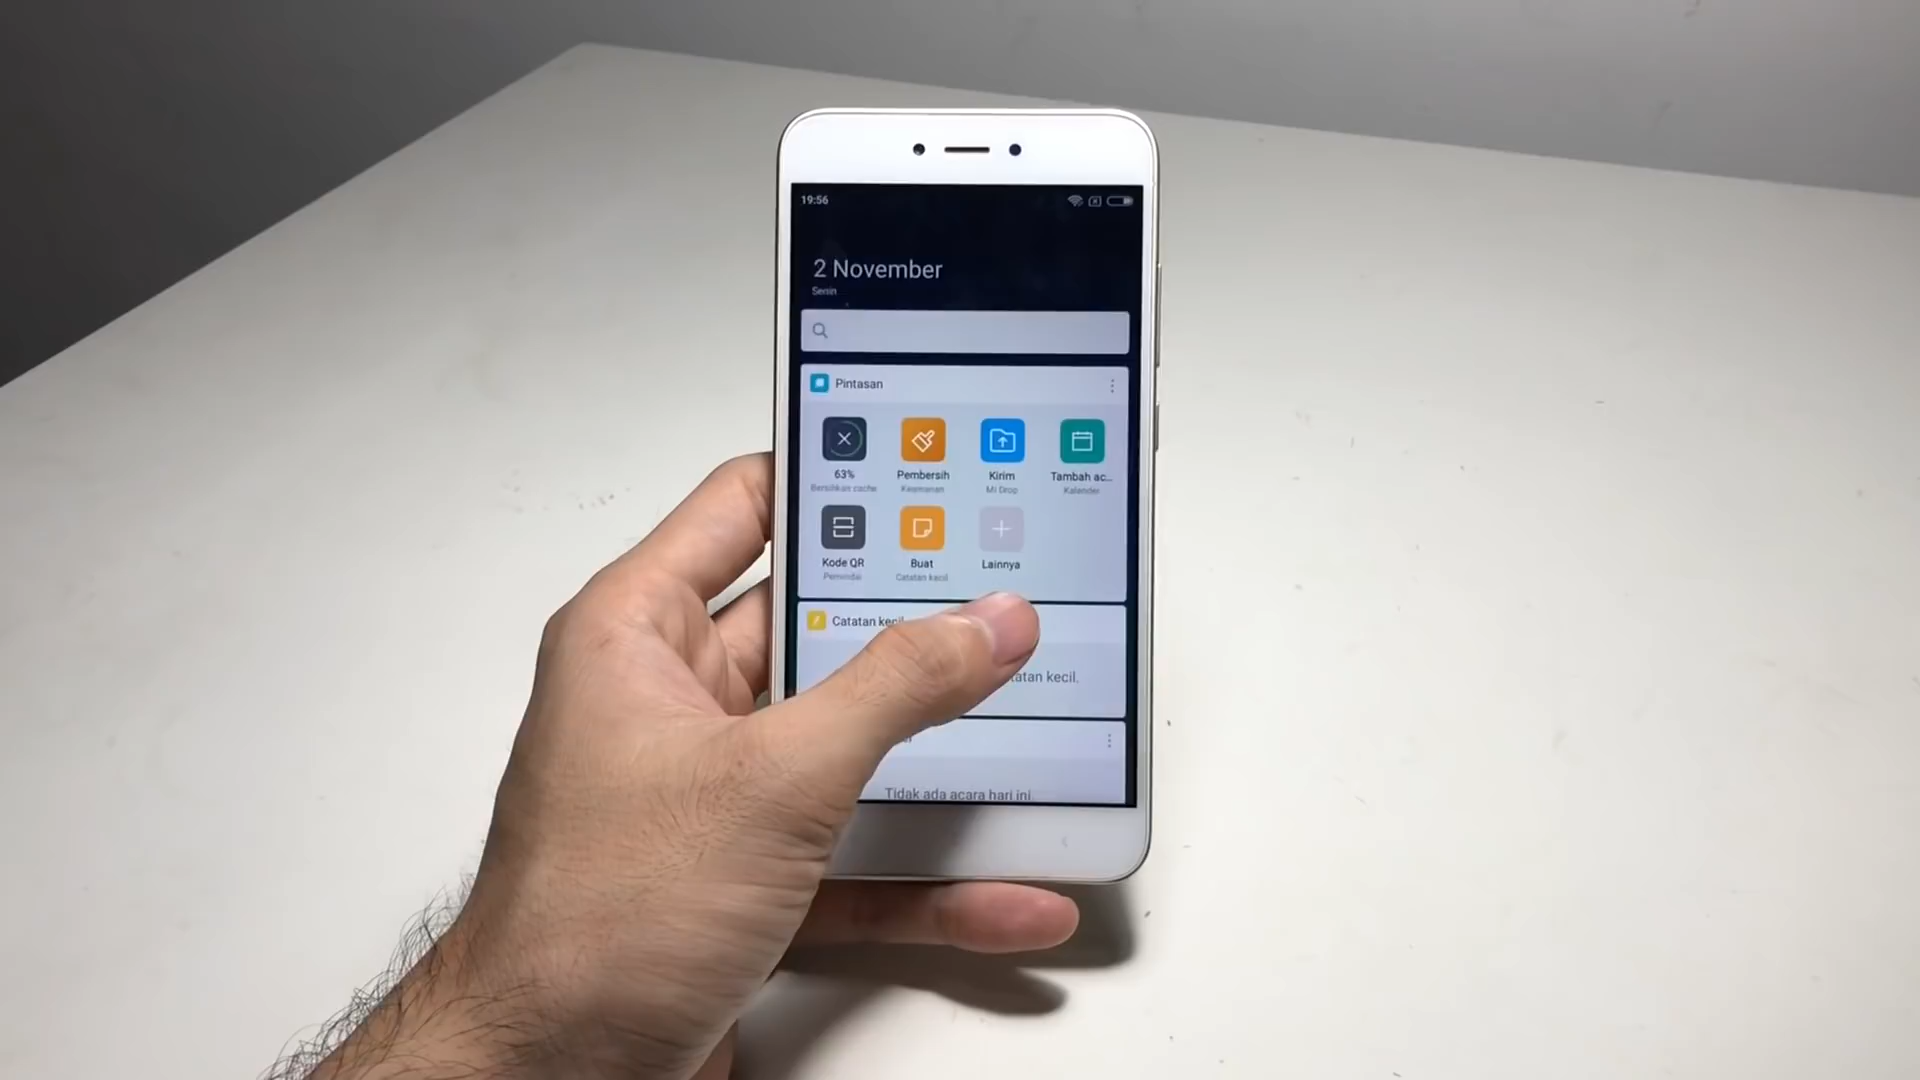 19:56
2 November
Senin
Pintasan
63%
Bersihkan cache
Pembersih
Keamanan
Kirim
Mi Drop
Tambah ac...
Kalender
Kode QR
Pemindai
Buat
Catatan kecil
Lainnya
Catatan kecil
catatan kecil.
Tidak ada acara hari ini.